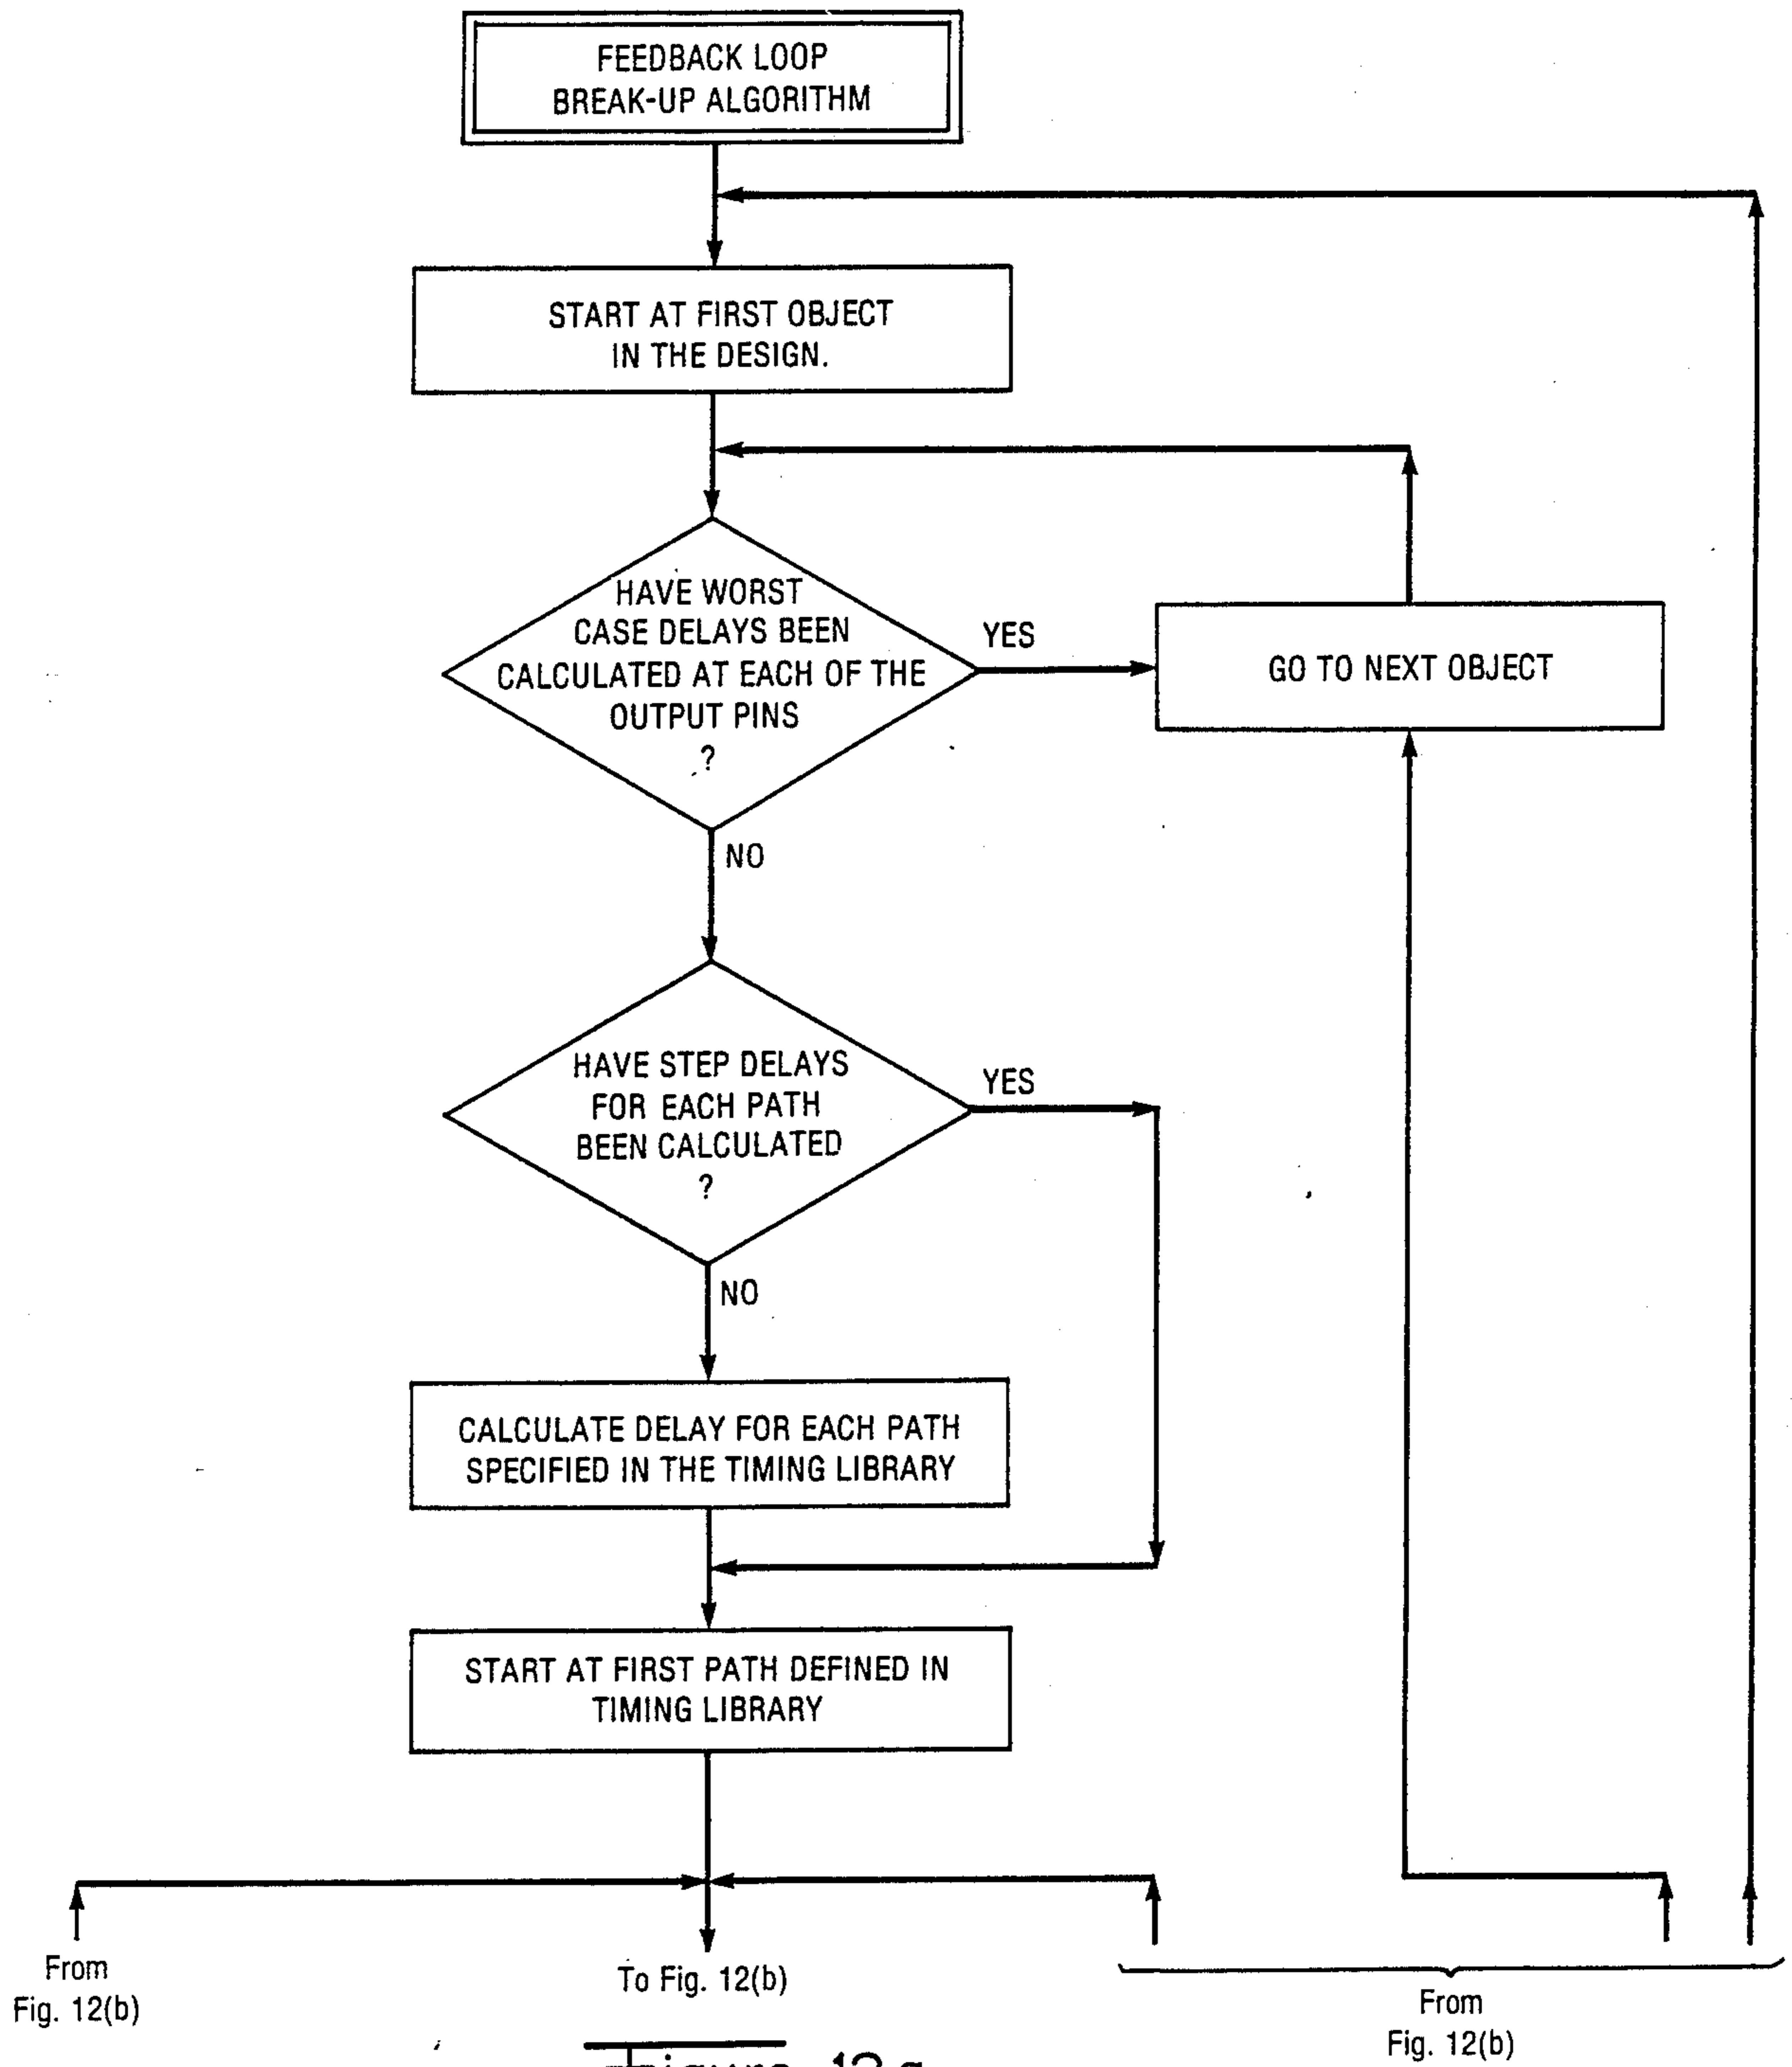 FEEDBACK LOOP
BREAK-UP ALGORITHM
START AT FIRST OBJECT
IN THE DESIGN.
HAVE WORST
CASE DELAYS BEEN
CALCULATED AT EACH OF THE
OUTPUT PINS
?
YES
GO TO NEXT OBJECT
NO
HAVE STEP DELAYS
FOR EACH PATH
BEEN CALCULATED
?
YES
NO
CALCULATE DELAY FOR EACH PATH
SPECIFIED IN THE TIMING LIBRARY
START AT FIRST PATH DEFINED IN
TIMING LIBRARY
From
Fig. 12(b)
To Fig. 12(b)
From
Fig. 12(b)
Figure 12a